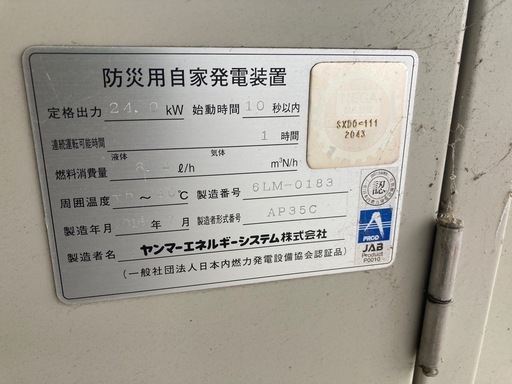 防災用自家発電装置
定格出力 kW 始動時間 10 秒以内
連続運転可能時間 1 時間
液体 気体
燃料消費量 ℓ/h m³N/h
周囲温度 ～ ℃ 製造番号 6LM-0183
製造年月 製造者形式番号 AP35C
製造者名 ヤンマーエネルギーシステム株式会社
(一般社団法人日本内燃力発電設備協会認証品)
SXD0-111
2043
認
PROD
JAB
Product
P0010